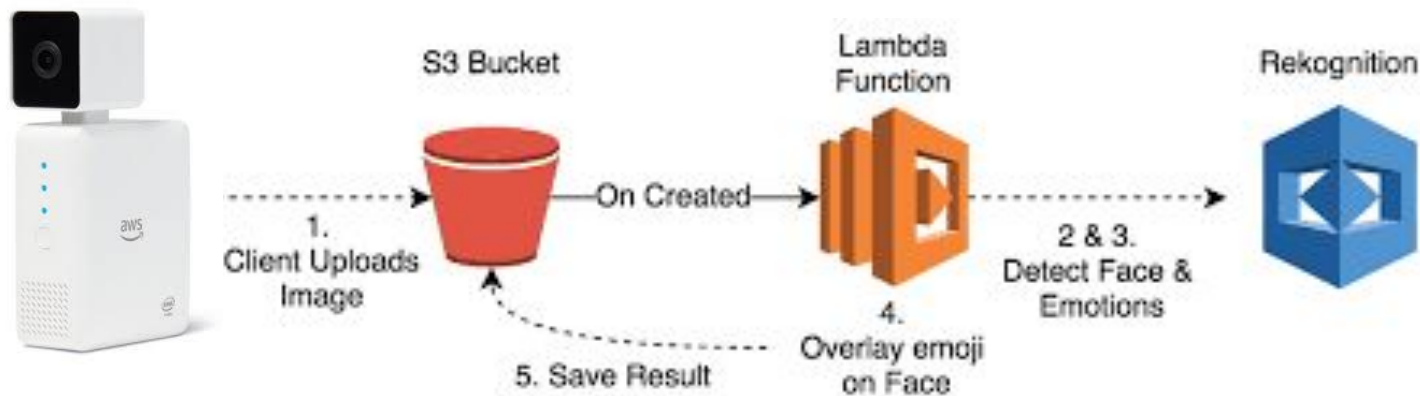 S3 Bucket
Lambda
Function
Rekognition
aws
On Created
1.
Client Uploads
Image
2 & 3.
Detect Face &
Emotions
4.
Overlay emoji
on Face
5. Save Result